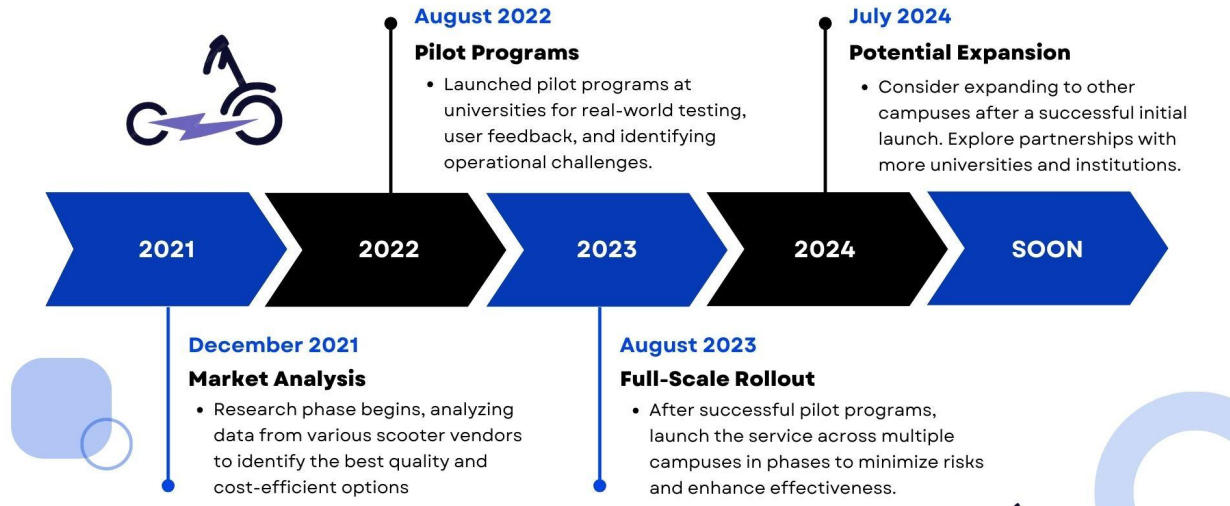 August 2022
Pilot Programs
• Launched pilot programs at
universities for real-world testing,
user feedback, and identifying
operational challenges.
July 2024
Potential Expansion
• Consider expanding to other
campuses after a successful initial
launch. Explore partnerships with
more universities and institutions.
2021
2022
2023
2024
SOON
December 2021
Market Analysis
• Research phase begins, analyzing
data from various scooter vendors
to identify the best quality and
cost-efficient options
August 2023
Full-Scale Rollout
• After successful pilot programs,
launch the service across multiple
campuses in phases to minimize risks
and enhance effectiveness.